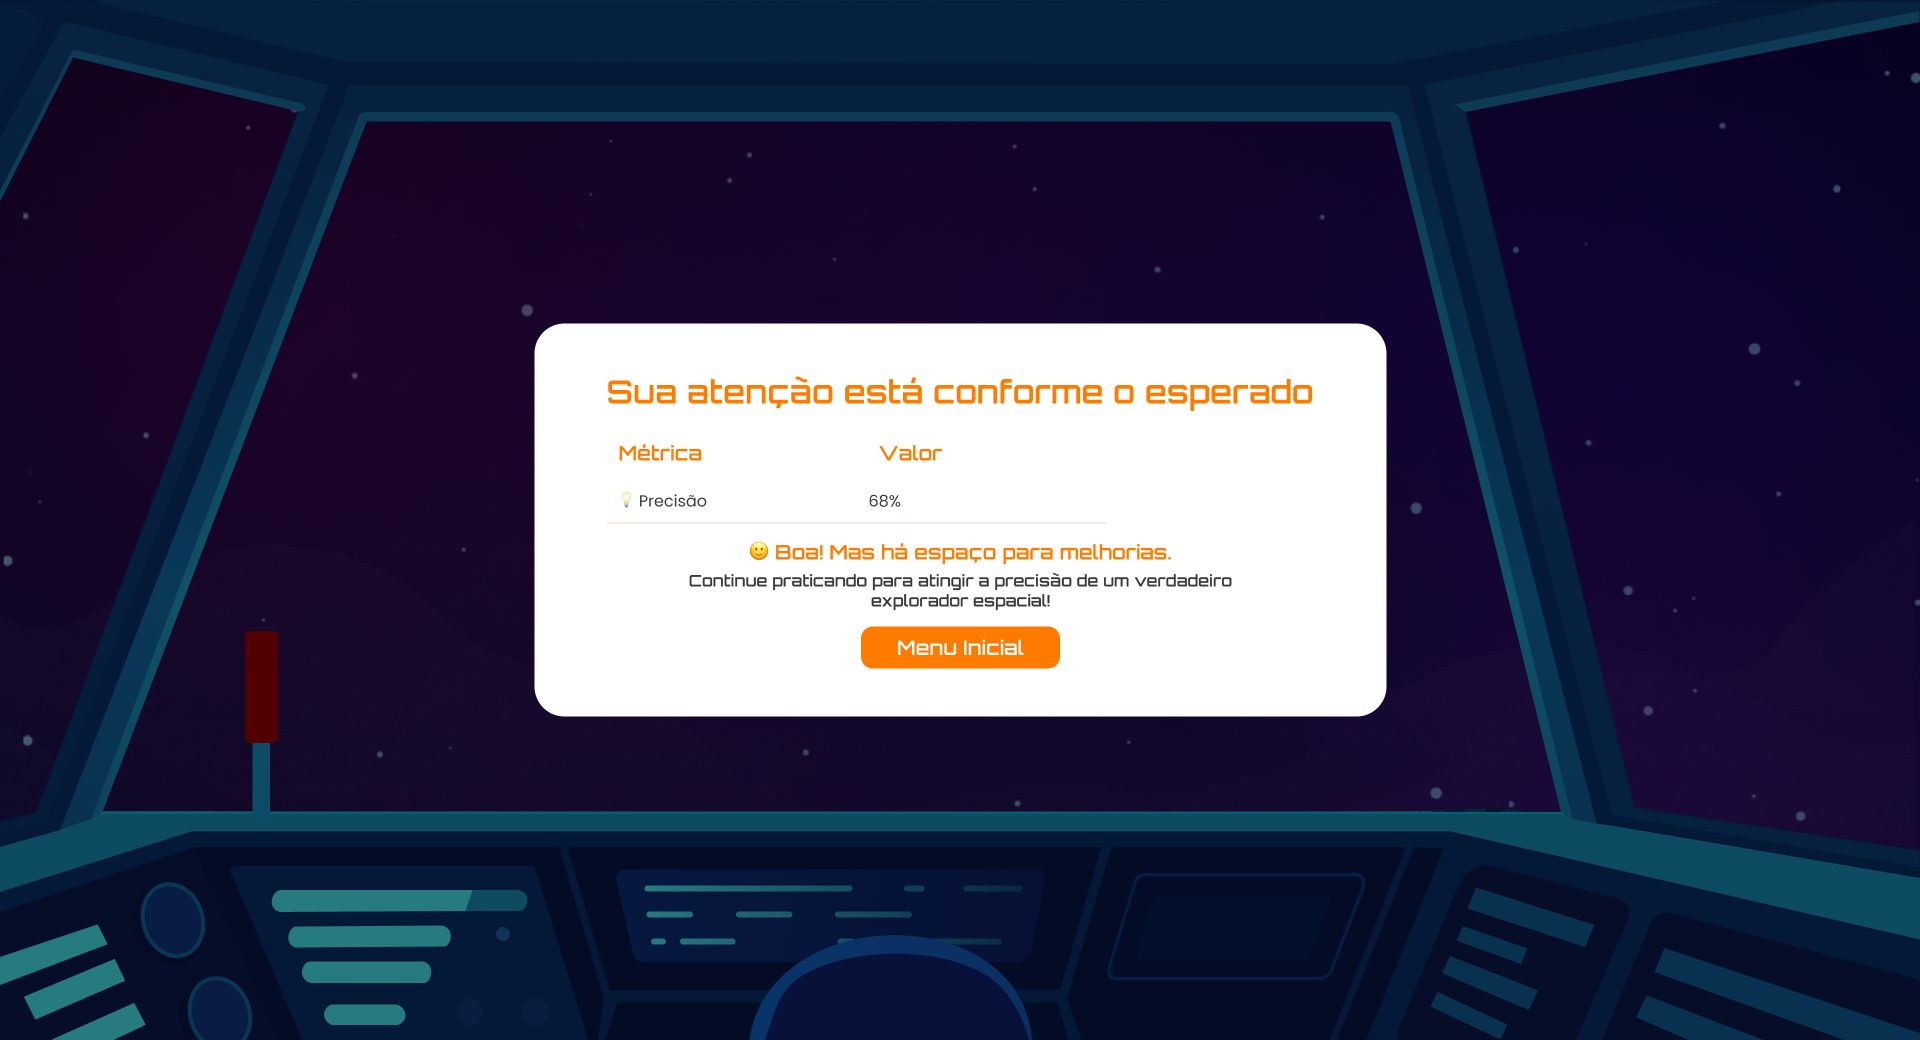 Sua atenção está conforme o esperado
Métrica Valor
💡 Precisão 68%
🙂 Boa! Mas há espaço para melhorias.
Continue praticando para atingir a precisão de um verdadeiro
explorador espacial!
Menu Inicial